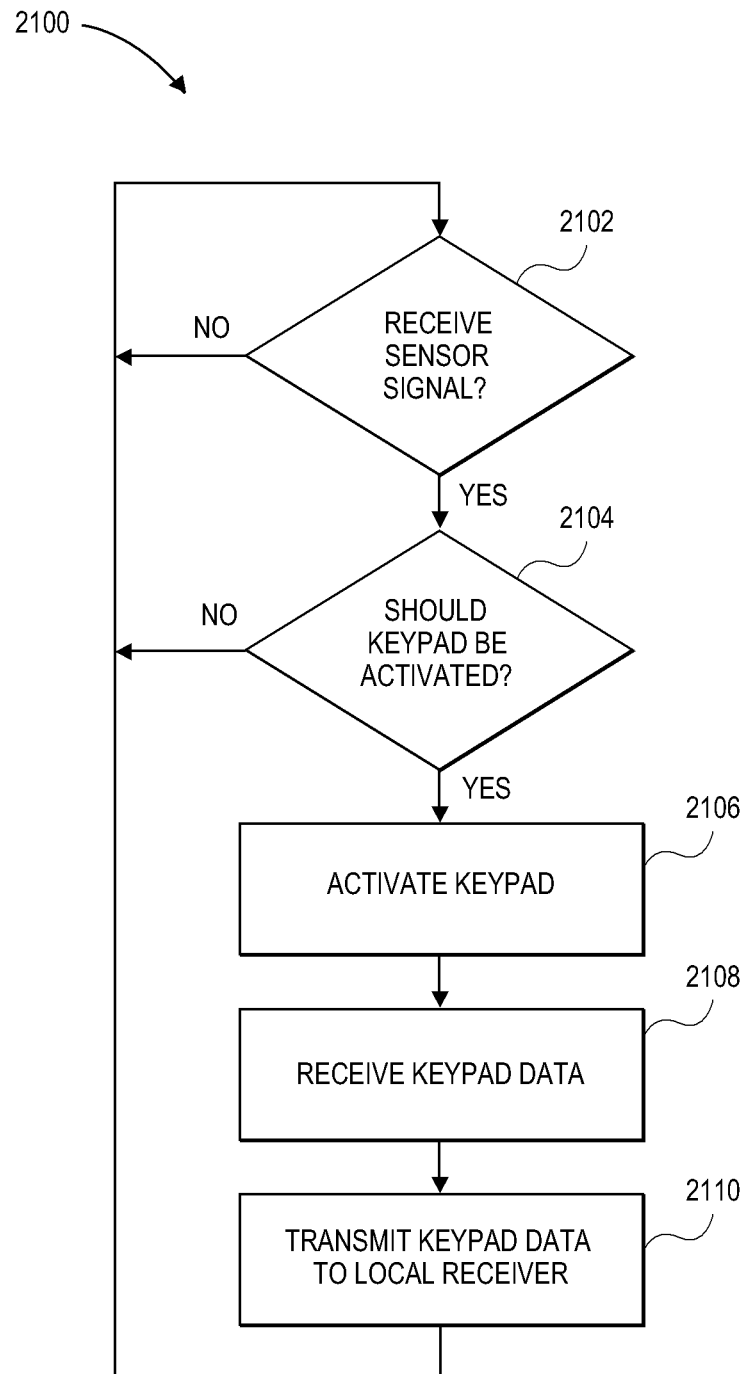 2100
2102
RECEIVE
SENSOR
SIGNAL?
NO
YES
2104
SHOULD
KEYPAD BE
ACTIVATED?
NO
YES
2106
ACTIVATE KEYPAD
2108
RECEIVE KEYPAD DATA
2110
TRANSMIT KEYPAD DATA
TO LOCAL RECEIVER